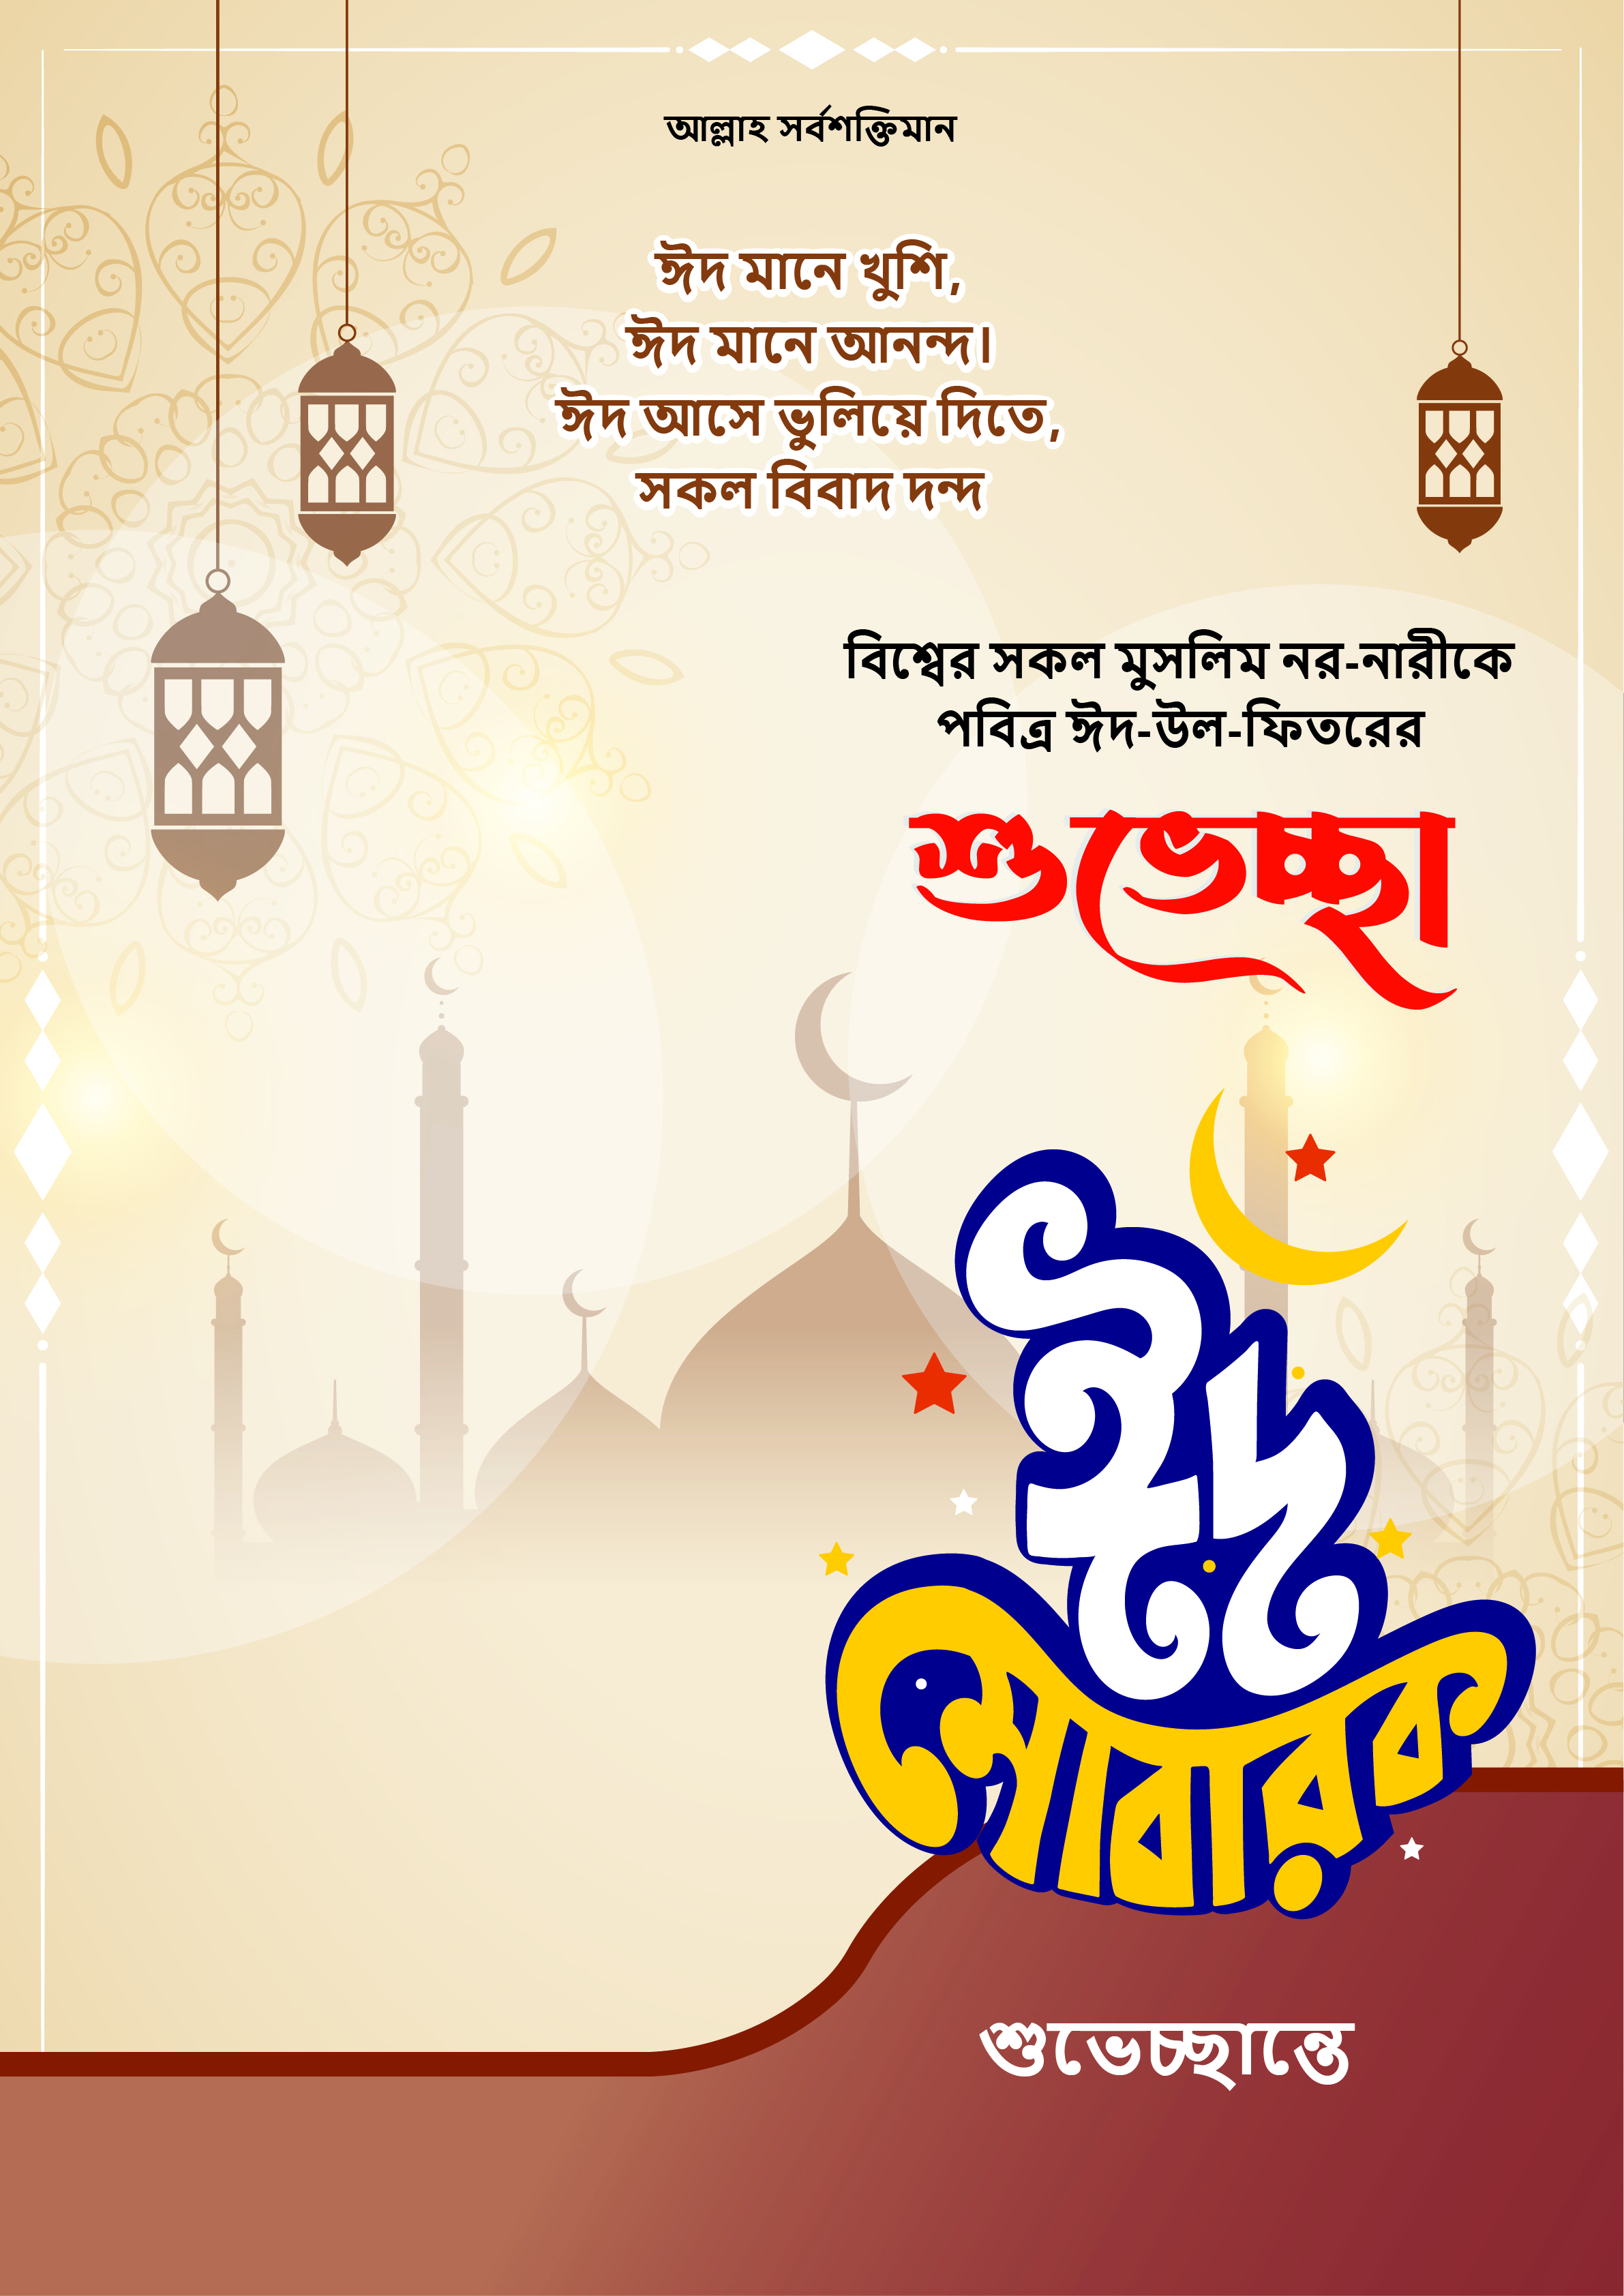 আল্লাহ সর্বশক্তিমান
ঈদ মানে খুশি,
ঈদ মানে আনন্দ।
ঈদ আসে ভুলিয়ে দিতে,
সকল বিবাদ দন্দ
বিশ্বের সকল মুসলিম নর-নারীকে
পবিত্র ঈদ-উল-ফিতরের
শুভেচ্ছা
ঈদ
মোবারক
শুভেচ্ছান্তে